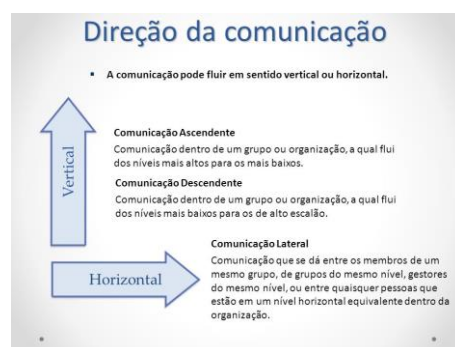 Direção da comunicação
▪ A comunicação pode fluir em sentido vertical ou horizontal.
Vertical
Comunicação Ascendente
Comunicação dentro de um grupo ou organização, a qual flui
dos níveis mais altos para os mais baixos.
Comunicação Descendente
Comunicação dentro de um grupo ou organização, a qual flui
dos níveis mais baixos para os de alto escalão.
Horizontal
Comunicação Lateral
Comunicação que se dá entre os membros de um
mesmo grupo, de grupos do mesmo nível, gestores
do mesmo nível, ou entre quaisquer pessoas que
estão em um nível horizontal equivalente dentro da
organização.